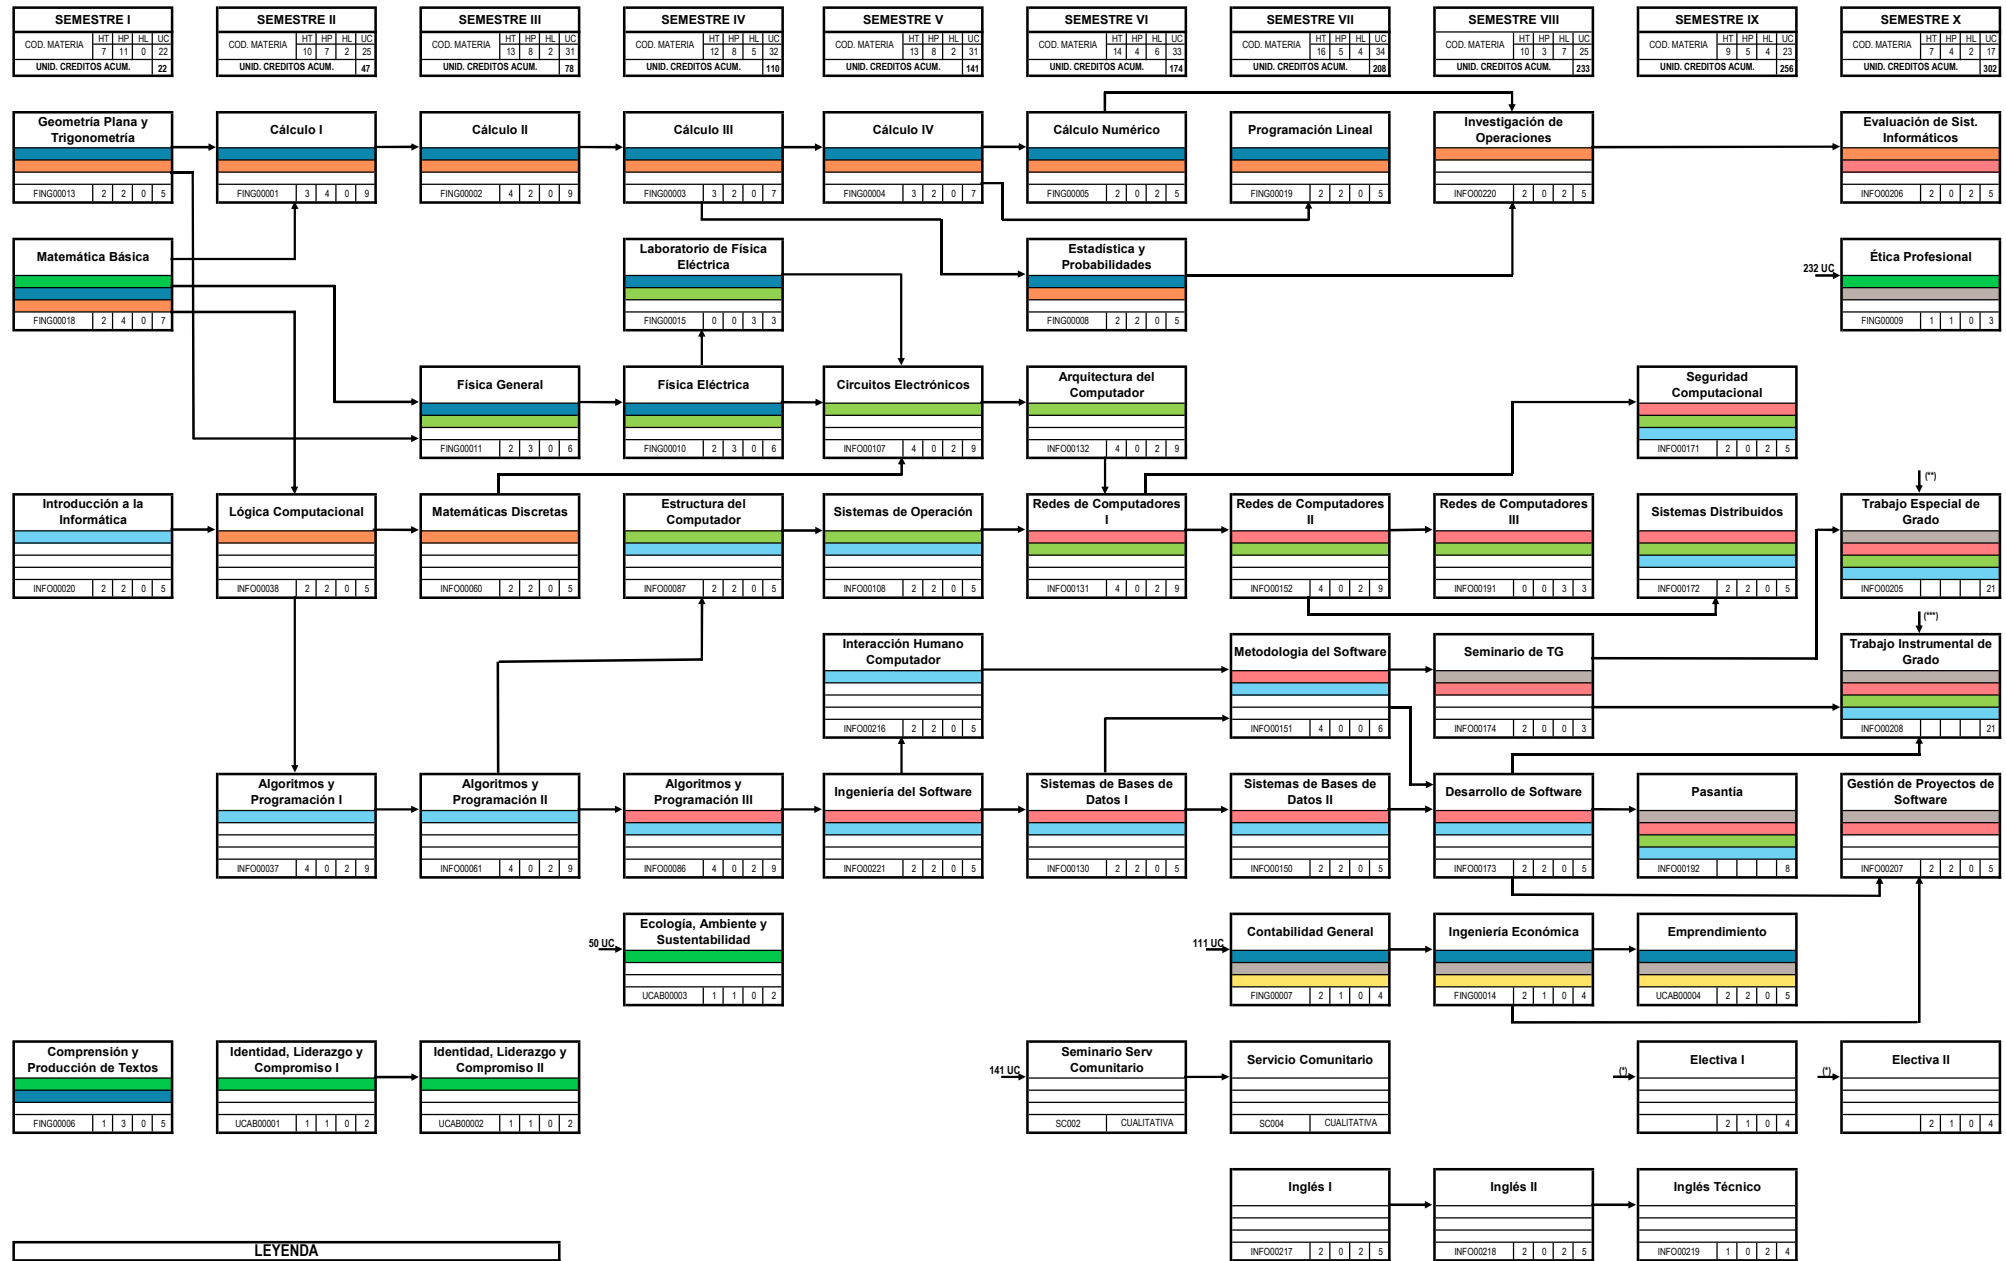 SEMESTRE I
COD. MATERIA HT HP HL UC
7 11 0 22
UNID. CREDITOS ACUM. 22
SEMESTRE II
COD. MATERIA HT HP HL UC
10 7 2 25
UNID. CREDITOS ACUM. 47
SEMESTRE III
COD. MATERIA HT HP HL UC
13 8 2 31
UNID. CREDITOS ACUM. 78
SEMESTRE IV
COD. MATERIA HT HP HL UC
12 8 5 32
UNID. CREDITOS ACUM. 110
SEMESTRE V
COD. MATERIA HT HP HL UC
13 8 2 31
UNID. CREDITOS ACUM. 141
SEMESTRE VI
COD. MATERIA HT HP HL UC
14 4 6 33
UNID. CREDITOS ACUM. 174
SEMESTRE VII
COD. MATERIA HT HP HL UC
16 5 4 34
UNID. CREDITOS ACUM. 208
SEMESTRE VIII
COD. MATERIA HT HP HL UC
10 3 7 25
UNID. CREDITOS ACUM. 233
SEMESTRE IX
COD. MATERIA HT HP HL UC
9 5 4 23
UNID. CREDITOS ACUM. 256
SEMESTRE X
COD. MATERIA HT HP HL UC
7 4 2 17
UNID. CREDITOS ACUM. 302
Geometría Plana y
Trigonometría
FING00013 2 2 0 5
Cálculo I
FING00001 3 4 0 9
Cálculo II
FING00002 4 2 0 9
Cálculo III
FING00003 3 2 0 7
Cálculo IV
FING00004 3 2 0 7
Cálculo Numérico
FING00005 2 0 2 5
Programación Lineal
FING00019 2 2 0 5
Investigación de
Operaciones
INFO00220 2 0 2 5
Evaluación de Sist.
Informáticos
INFO00206 2 0 2 5
Matemática Básica
FING00018 2 4 0 7
Laboratorio de Física
Eléctrica
FING00015 0 0 3 3
Estadística y
Probabilidades
FING00008 2 2 0 5
232 UC
Ética Profesional
FING00009 1 1 0 3
Física General
FING00011 2 3 0 6
Física Eléctrica
FING00010 2 3 0 6
Circuitos Electrónicos
INFO00107 4 0 2 9
Arquitectura del
Computador
INFO00132 4 0 2 9
Seguridad
Computacional
INFO00171 2 0 2 5
Introducción a la
Informática
INFO00020 2 2 0 5
Lógica Computacional
INFO00038 2 2 0 5
Matemáticas Discretas
INFO00060 2 2 0 5
Estructura del
Computador
INFO00087 2 2 0 5
Sistemas de Operación
INFO00108 2 2 0 5
Redes de Computadores
I
INFO00131 4 0 2 9
Redes de Computadores
II
INFO00152 4 0 2 9
Redes de Computadores
III
INFO00191 0 0 3 3
Sistemas Distribuidos
INFO00172 2 2 0 5
(**)
Trabajo Especial de
Grado
INFO00205 21
Interacción Humano
Computador
INFO00216 2 2 0 5
Metodologia del Software
INFO00151 4 0 0 6
Seminario de TG
INFO00174 2 0 0 3
(***)
Trabajo Instrumental de
Grado
INFO00208 21
Algoritmos y
Programación I
INFO00037 4 0 2 9
Algoritmos y
Programación II
INFO00061 4 0 2 9
Algoritmos y
Programación III
INFO00086 4 0 2 9
Ingeniería del Software
INFO00221 2 2 0 5
Sistemas de Bases de
Datos I
INFO00130 2 2 0 5
Sistemas de Bases de
Datos II
INFO00150 2 2 0 5
Desarrollo de Software
INFO00173 2 2 0 5
Pasantía
INFO00192 8
Gestión de Proyectos de
Software
INFO00207 2 2 0 5
50 UC
Ecología, Ambiente y
Sustentabilidad
UCAB00003 1 1 0 2
111 UC
Contabilidad General
FING00007 2 1 0 4
Ingeniería Económica
FING00014 2 1 0 4
Emprendimiento
UCAB00004 2 2 0 5
Comprensión y
Producción de Textos
FING00006 1 3 0 5
Identidad, Liderazgo y
Compromiso I
UCAB00001 1 1 0 2
Identidad, Liderazgo y
Compromiso II
UCAB00002 1 1 0 2
141 UC
Seminario Serv
Comunitario
SC002 CUALITATIVA
Servicio Comunitario
SC004 CUALITATIVA
(*)
Electiva I
2 1 0 4
(*)
Electiva II
2 1 0 4
Inglés I
INFO00217 2 0 2 5
Inglés II
INFO00218 2 0 2 5
Inglés Técnico
INFO00219 1 0 2 4
LEYENDA